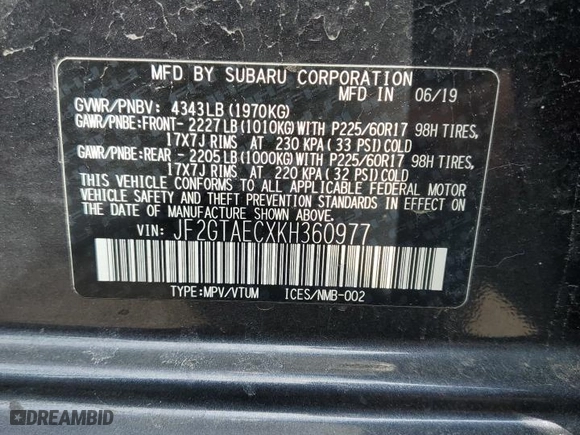 MFD BY SUBARU CORPORATION
MFD IN 06/19
GVWR/PNBV: 4343LB(1970KG)
GAWR/PNBE:FRONT-2227LB(1010KG)WITH P225/60R17 98H TIRES,
17X7J RIMS AT 230 KPA(33 PSI)COLD
GAWR/PNBE:REAR -2205LB(1000KG)WITH P225/60R17 98H TIRES,
17X7J RIMS AT 220 KPA(32 PSI)COLD
THIS VEHICLE CONFORMS TO ALL APPLICABLE FEDERAL MOTOR
VEHICLE SAFETY AND THEFT PREVENTION STANDARDS IN EFFECT
ON THE DATE OF MANUFACTURE SHOWN ABOVE.
VIN: JF2GTAECXKH360977
TYPE:MPV/VTUM ICES/NMB-002
DREAMBID